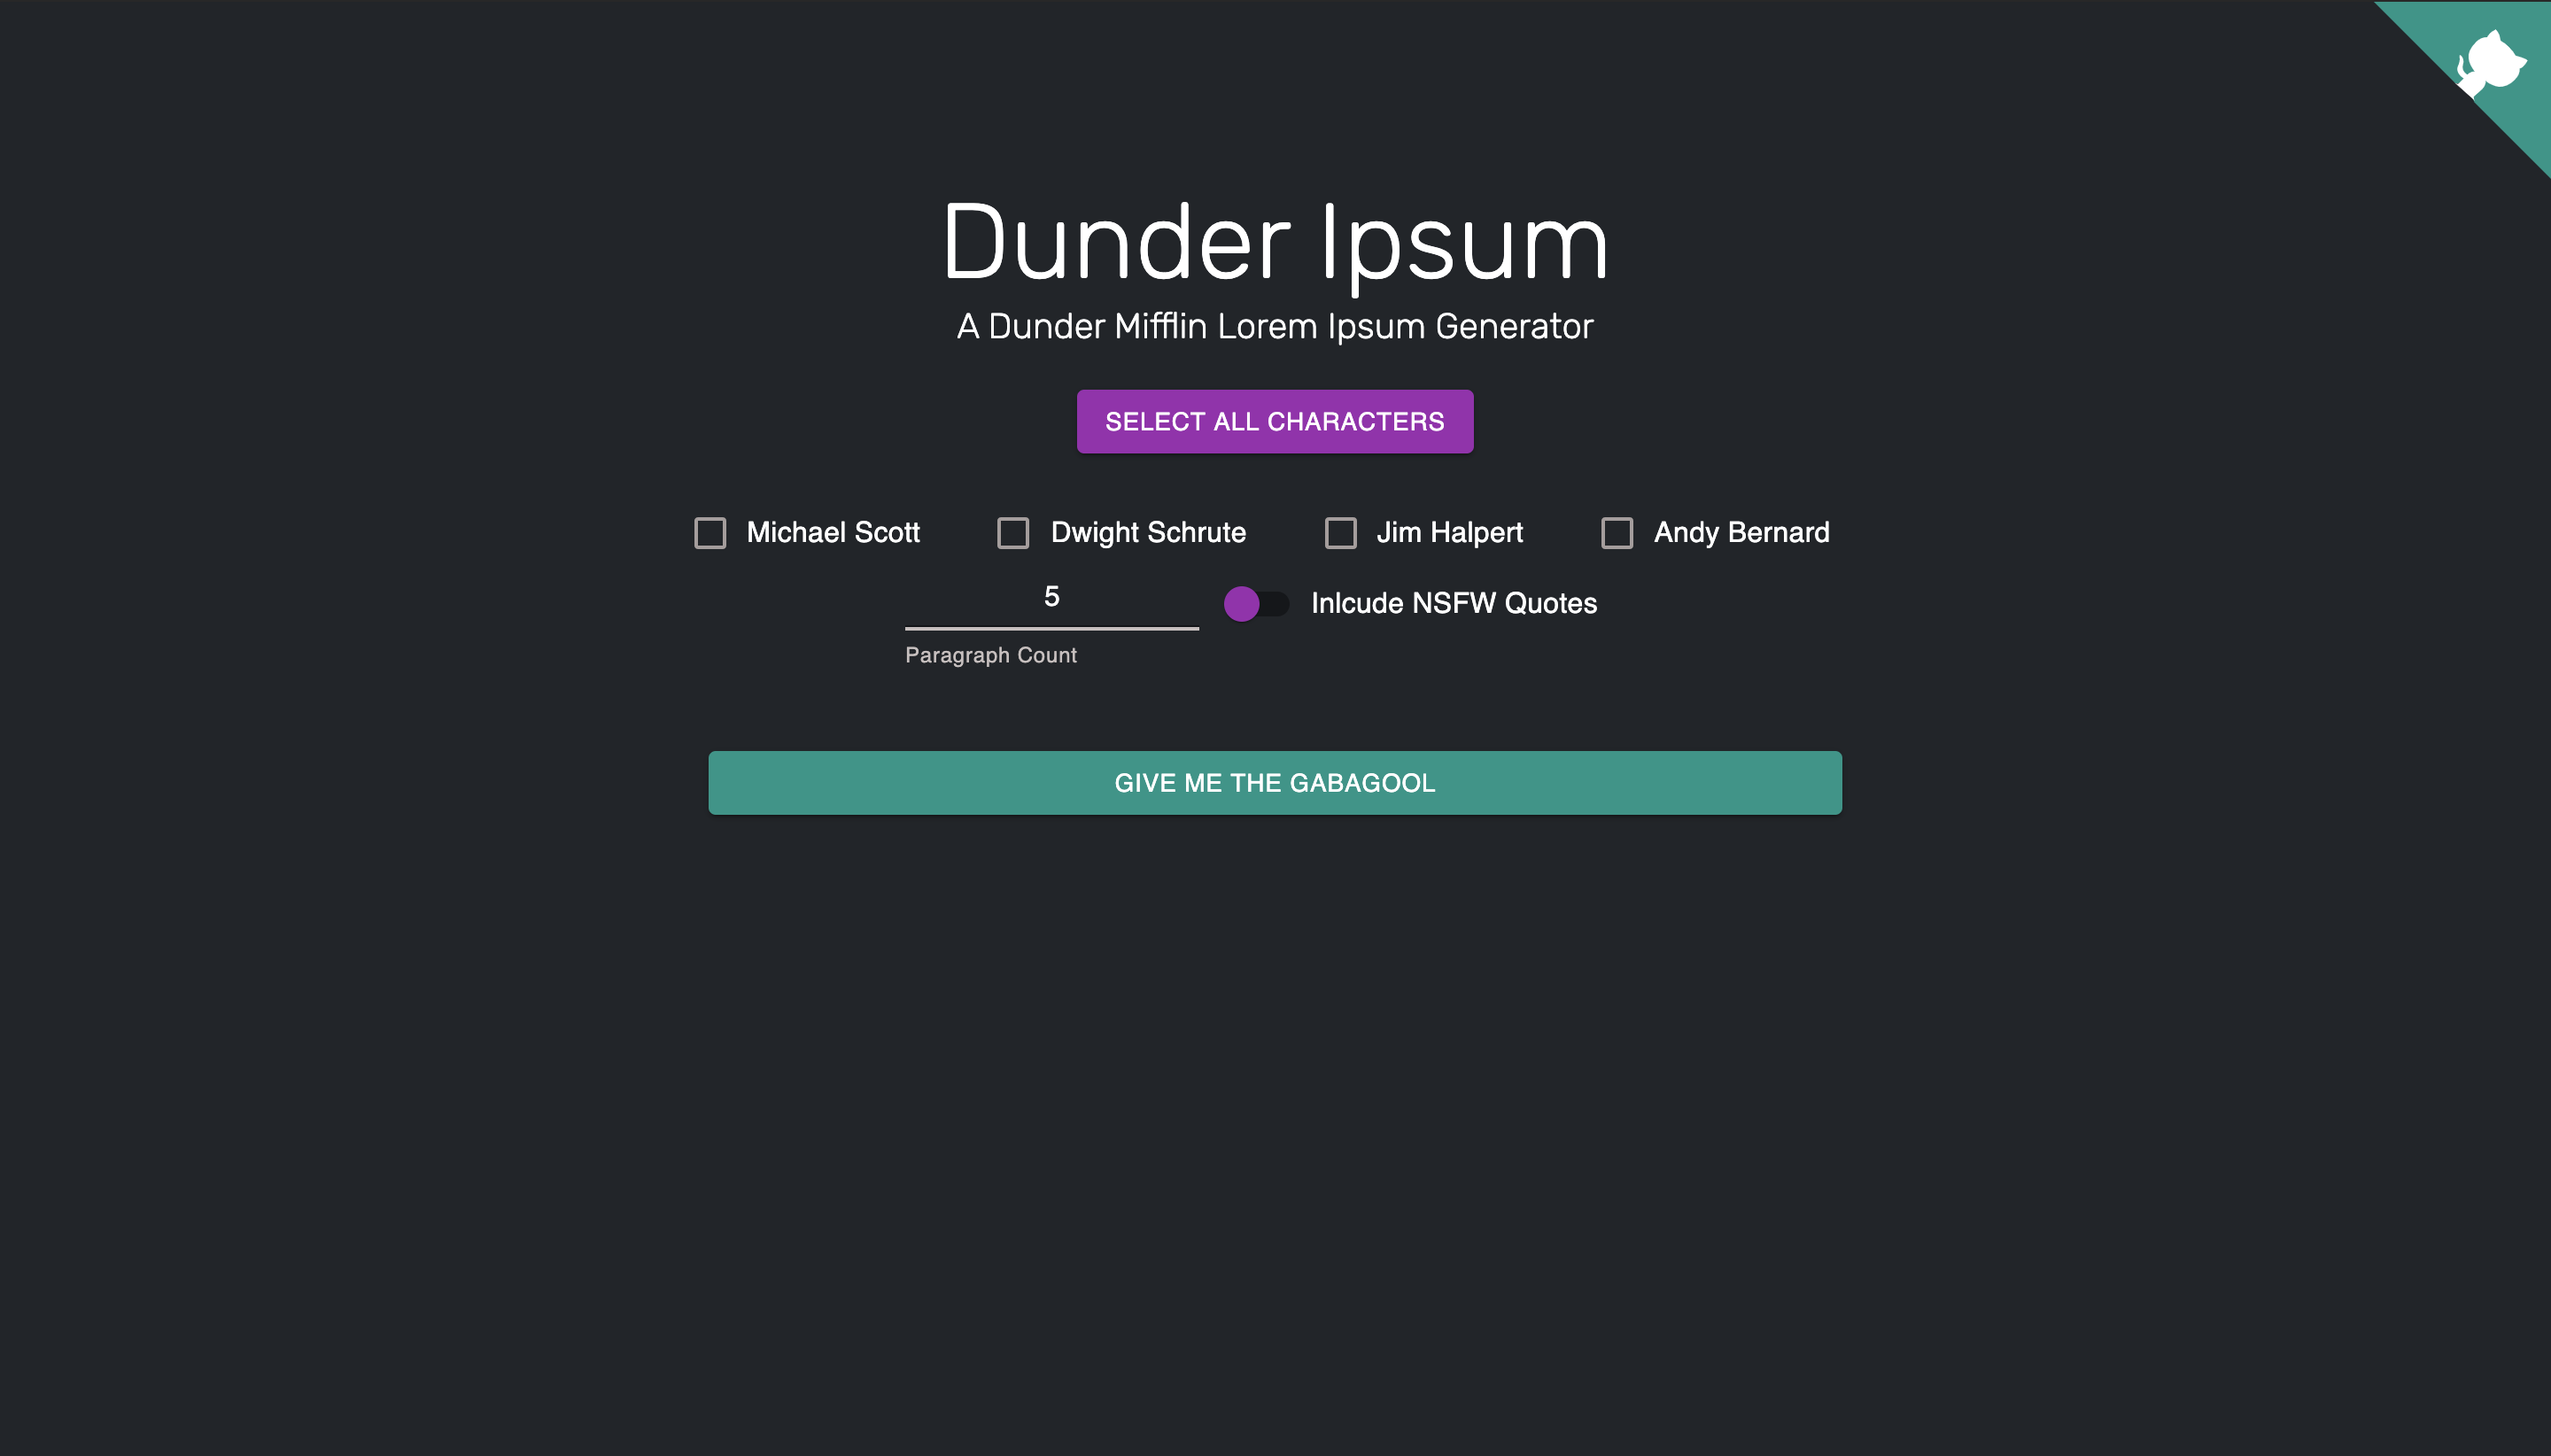 Dunder Ipsum
A Dunder Mifflin Lorem Ipsum Generator
SELECT ALL CHARACTERS
Michael Scott Dwight Schrute Jim Halpert Andy Bernard
5 Inlcude NSFW Quotes
Paragraph Count
GIVE ME THE GABAGOOL